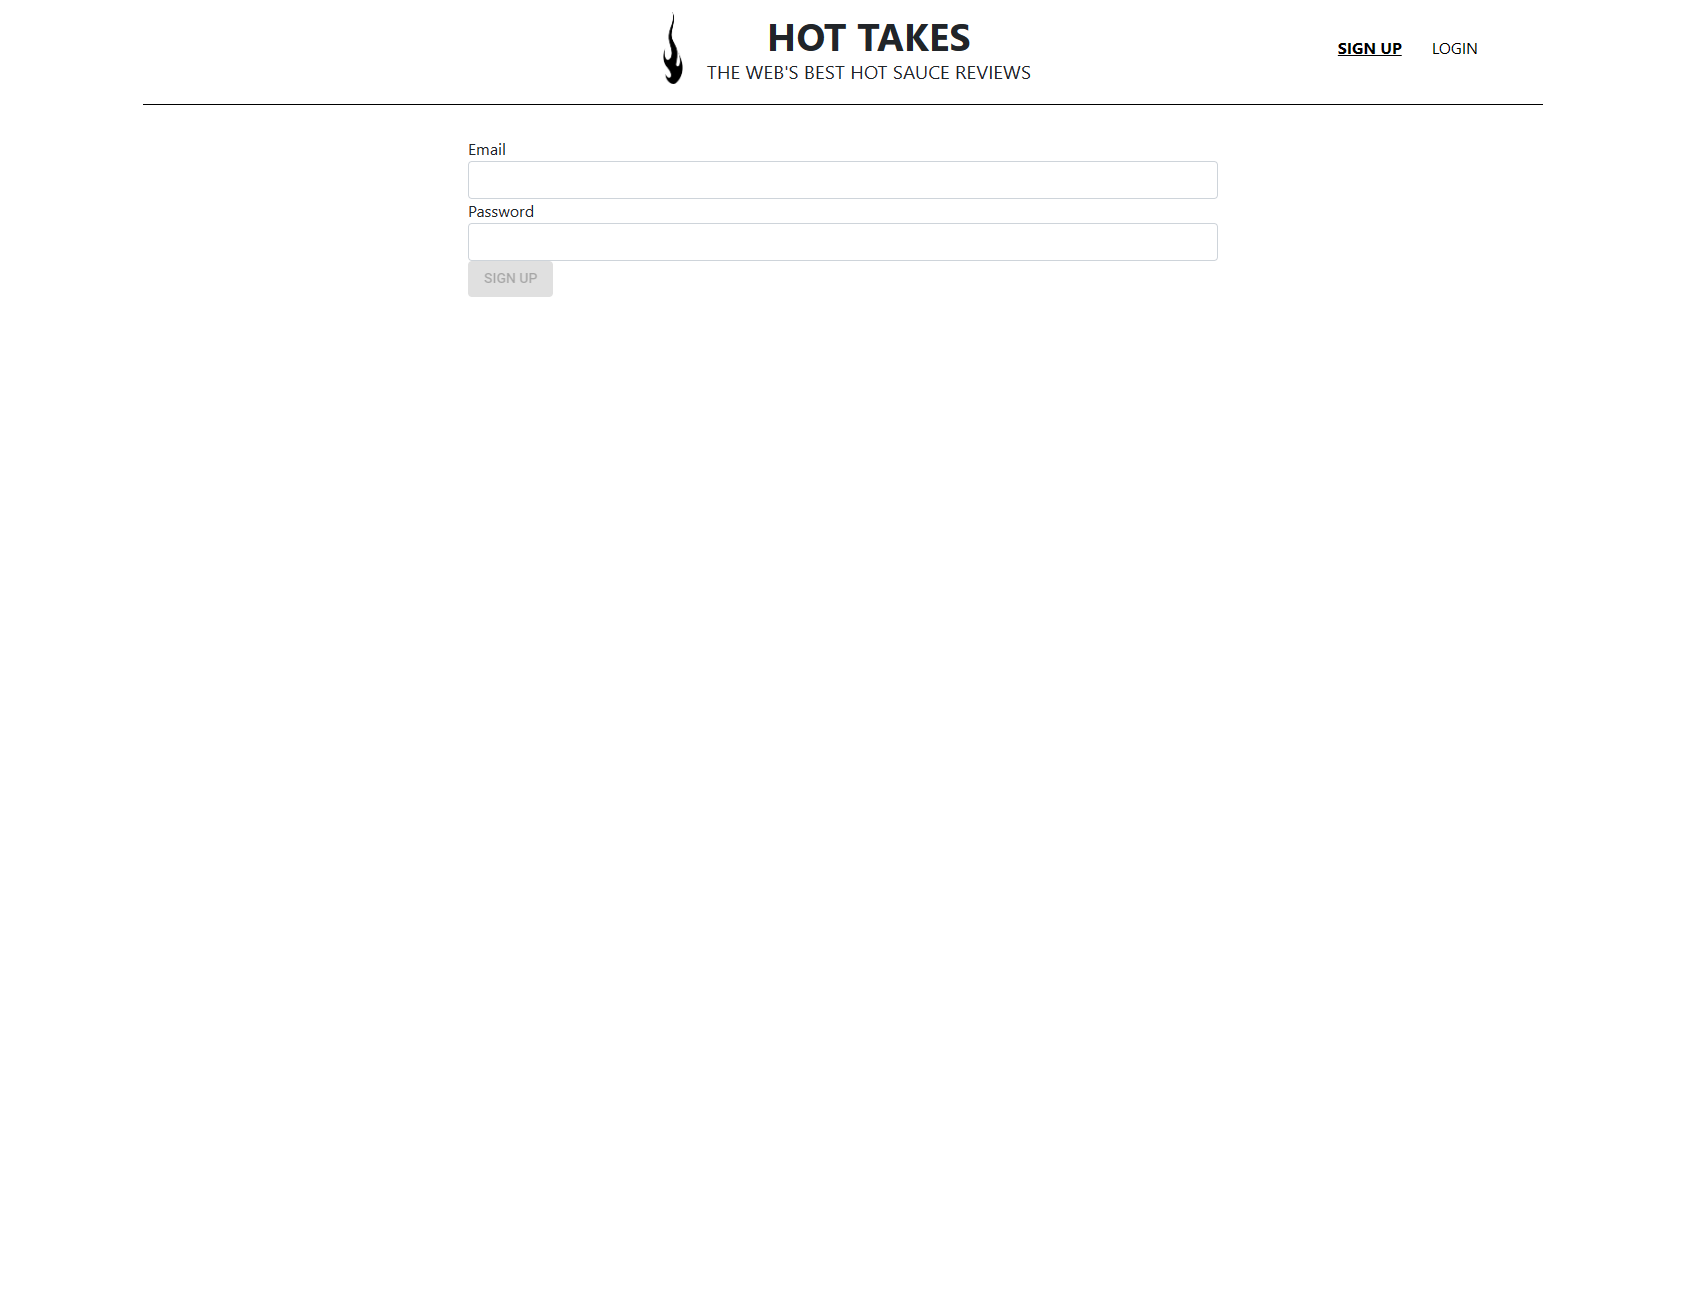 HOT TAKES
THE WEB'S BEST HOT SAUCE REVIEWS
SIGN UP
LOGIN
Email
Password
SIGN UP